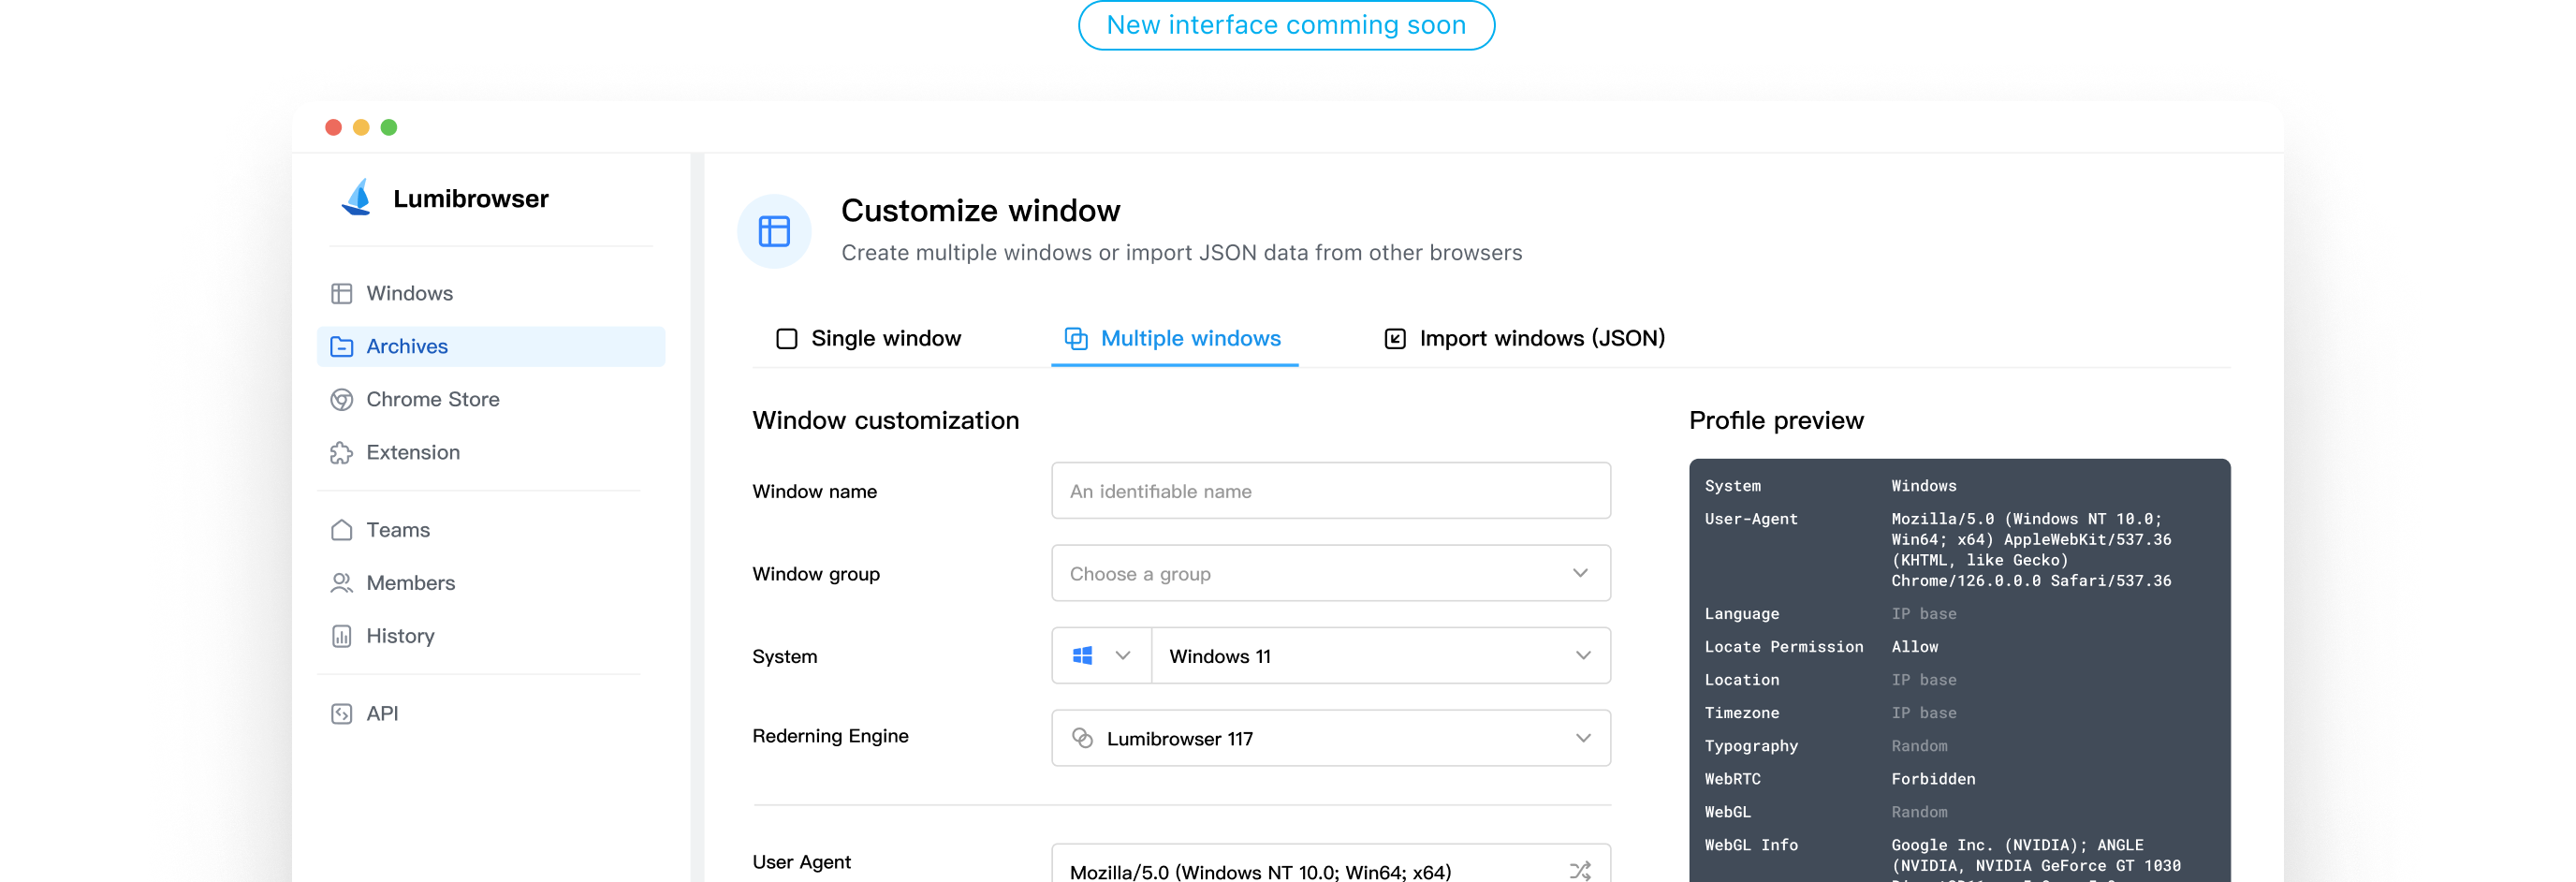 New interface comming soon
Lumibrowser
Windows
Archives
Chrome Store
Extension
Teams
Members
History
API
Customize window
Create multiple windows or import JSON data from other browsers
Single window
Multiple windows
Import windows (JSON)
Window customization
Window name
An identifiable name
Window group
Choose a group
System
Windows 11
Rederning Engine
Lumibrowser 117
User Agent
Mozilla/5.0 (Windows NT 10.0; Win64; x64)
Profile preview
System Windows
User-Agent Mozilla/5.0 (Windows NT 10.0;
Win64; x64) AppleWebKit/537.36
(KHTML, like Gecko)
Chrome/126.0.0.0 Safari/537.36
Language IP base
Locate Permission Allow
Location IP base
Timezone IP base
Typography Random
WebRTC Forbidden
WebGL Random
WebGL Info Google Inc. (NVIDIA); ANGLE
(NVIDIA, NVIDIA GeForce GT 1030